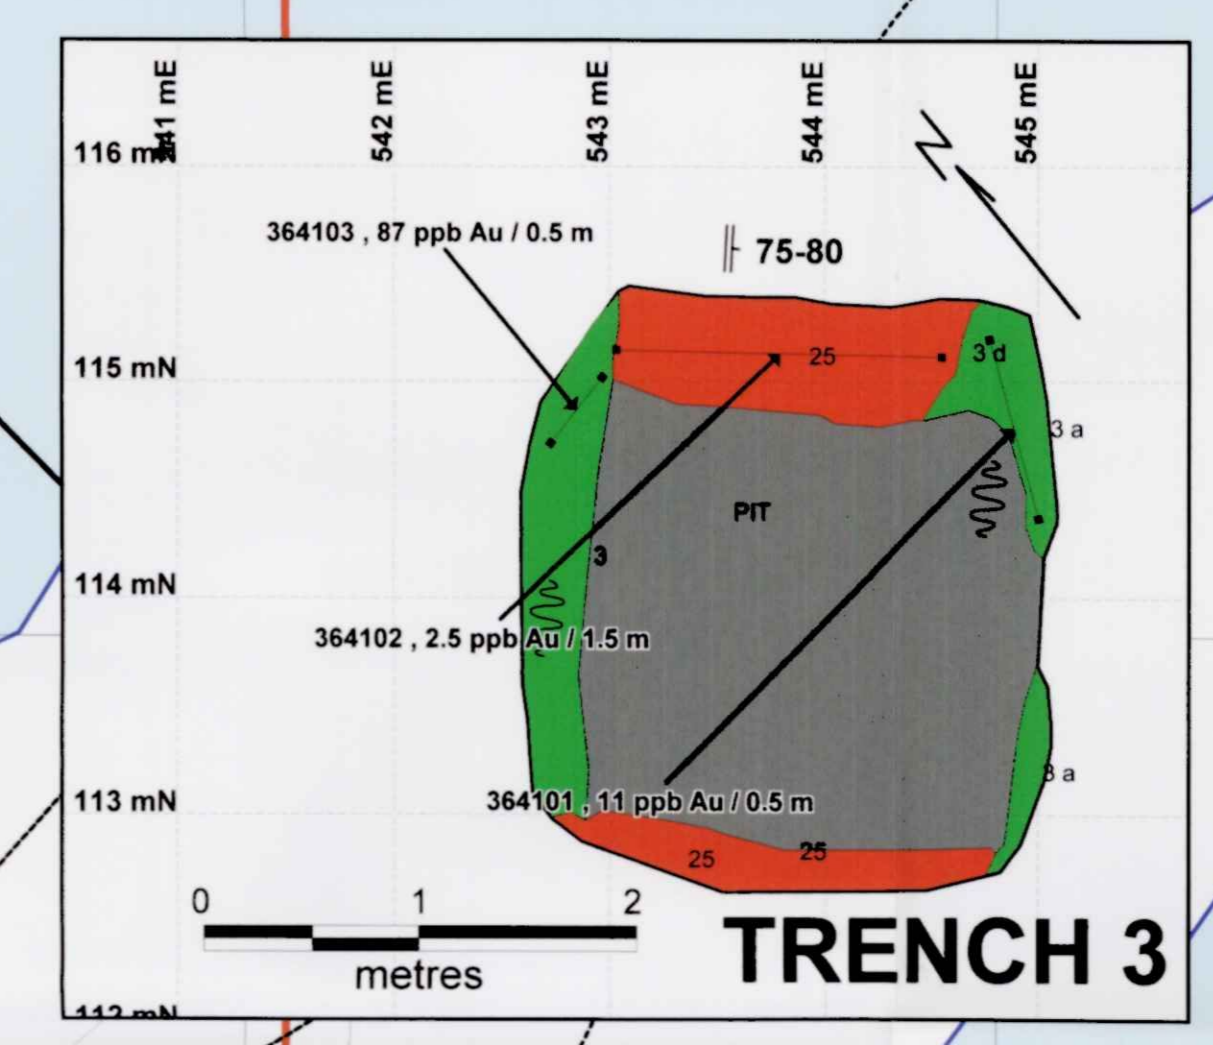 541 mE
542 mE
543 mE
544 mE
545 mE
116 mN
364103 , 87 ppb Au / 0.5 m
75-80
115 mN
25
3 d
3 a
PIT
3
114 mN
364102 , 2.5 ppb Au / 1.5 m
3 a
113 mN
364101 , 11 ppb Au / 0.5 m
25
25
0 1 2
metres
TRENCH 3
112 mN